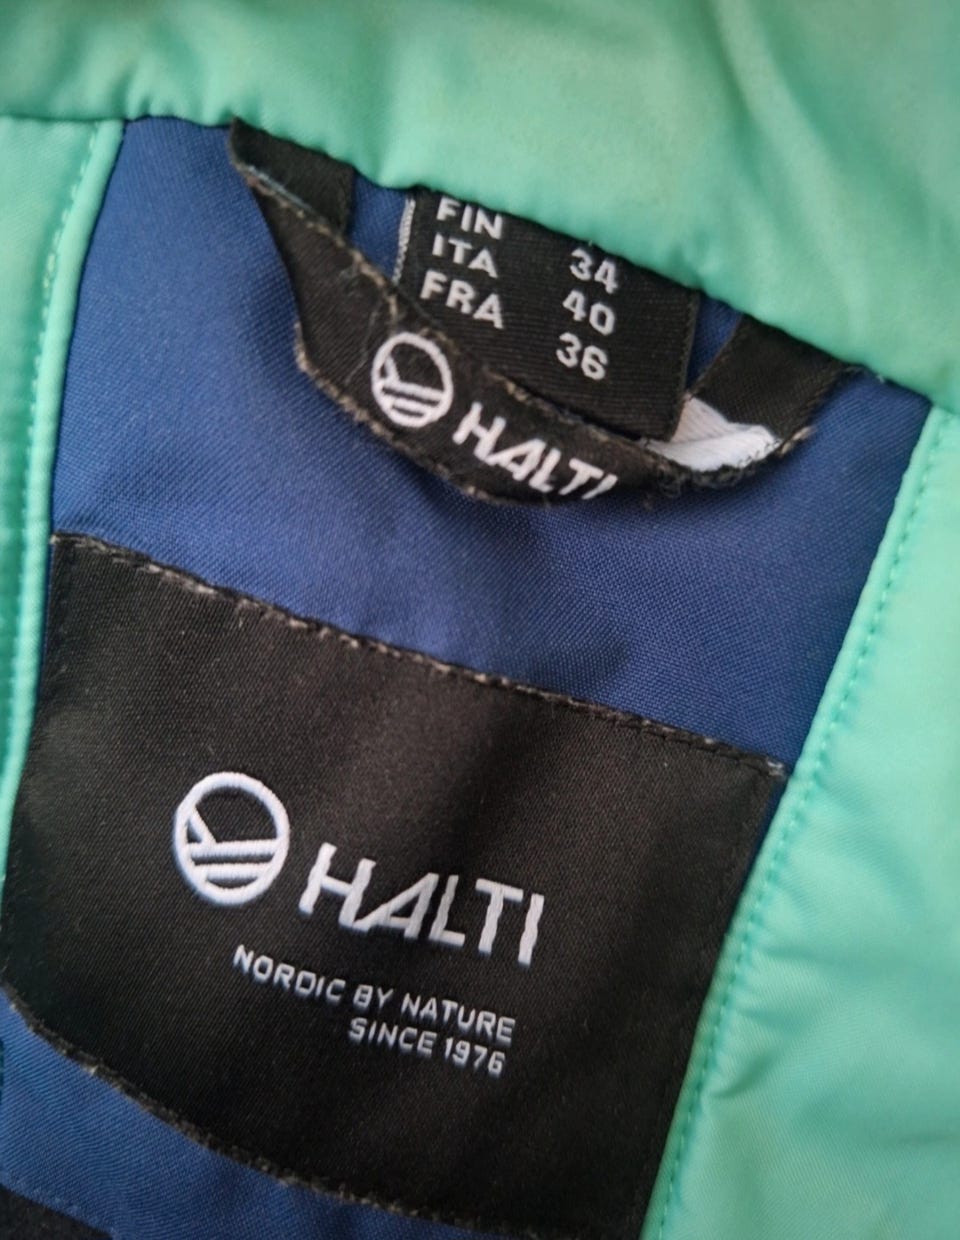 FIN 34
ITA 40
FRA 36
HALTI
HALTI
NORDIC BY NATURE
SINCE 1976